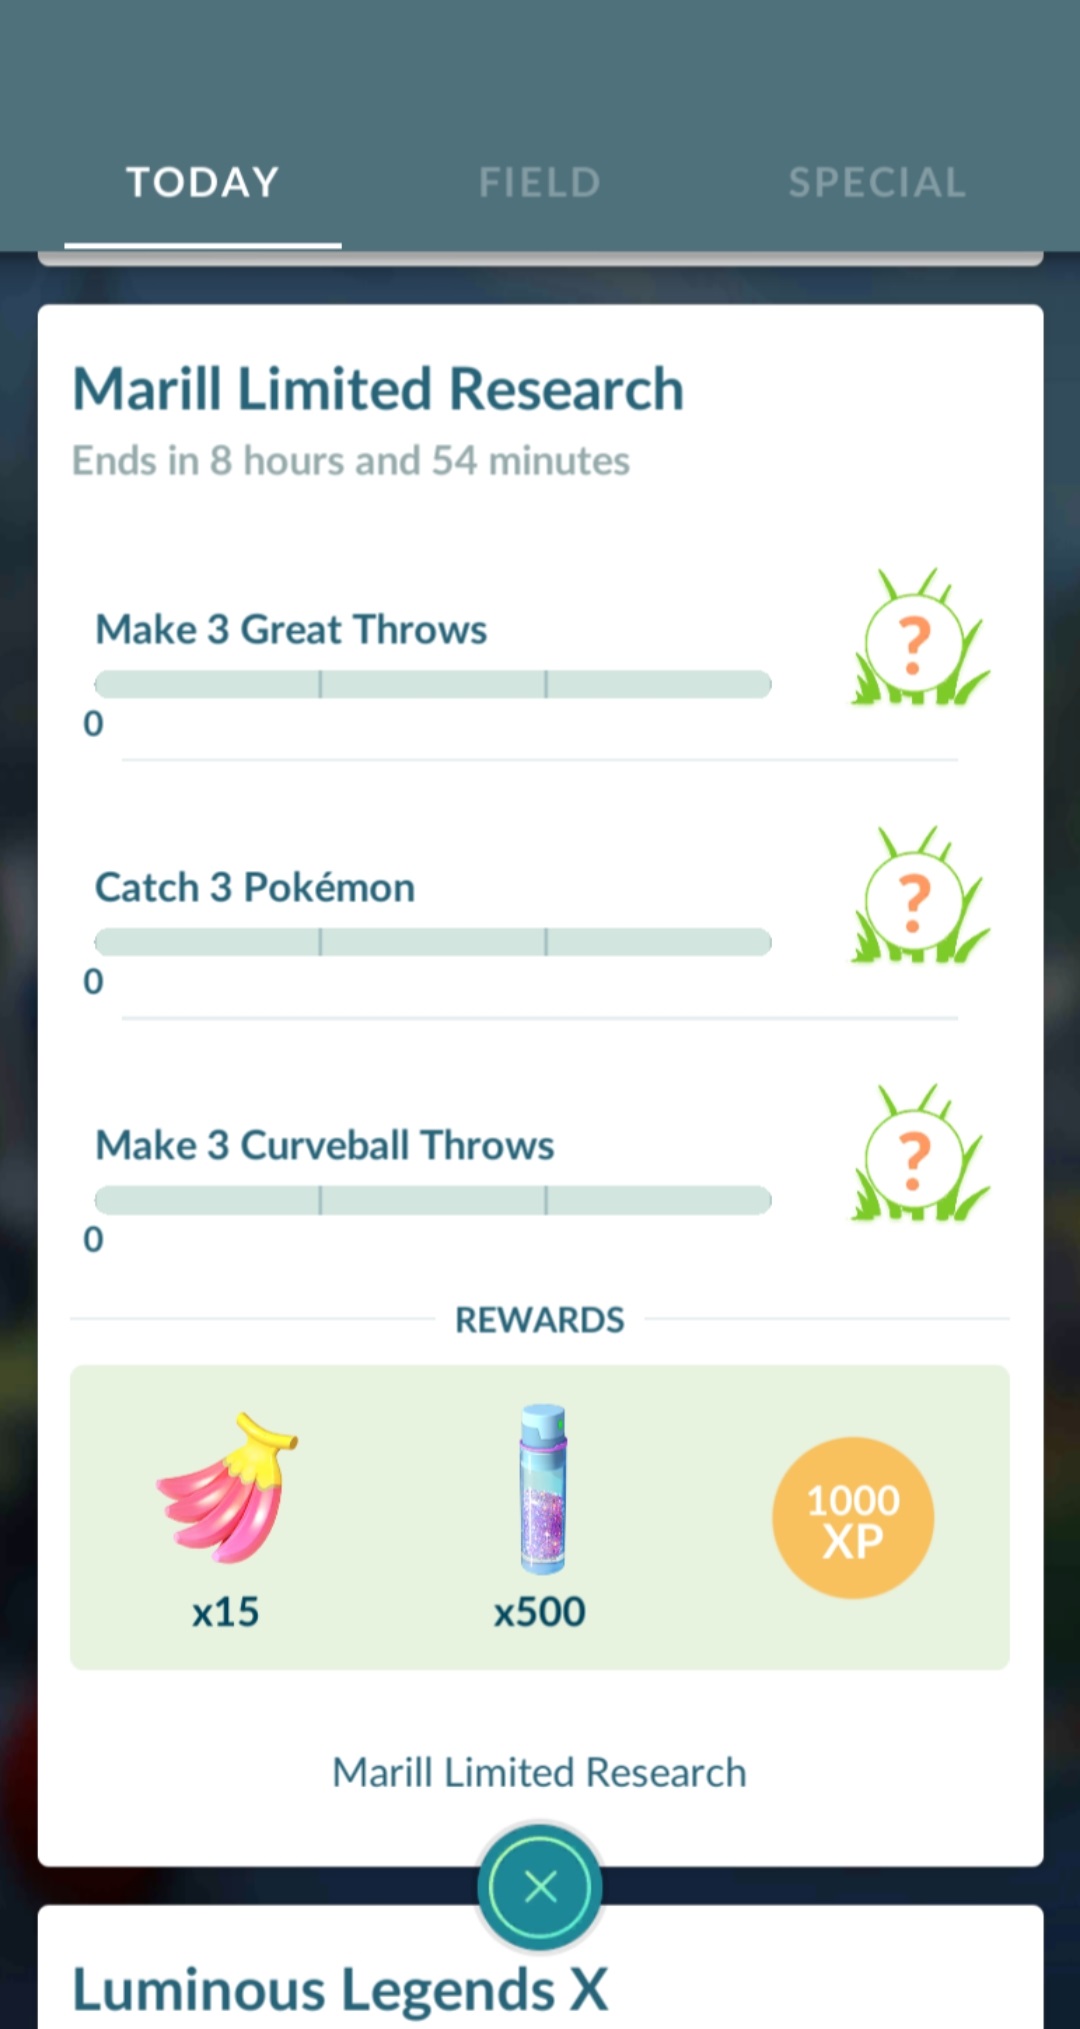 TODAY FIELD SPECIAL
Marill Limited Research
Ends in 8 hours and 54 minutes
Make 3 Great Throws
?
0
Catch 3 Pokémon
?
0
Make 3 Curveball Throws
?
0
REWARDS
1000
XP
x15 x500
Marill Limited Research
Luminous Legends X